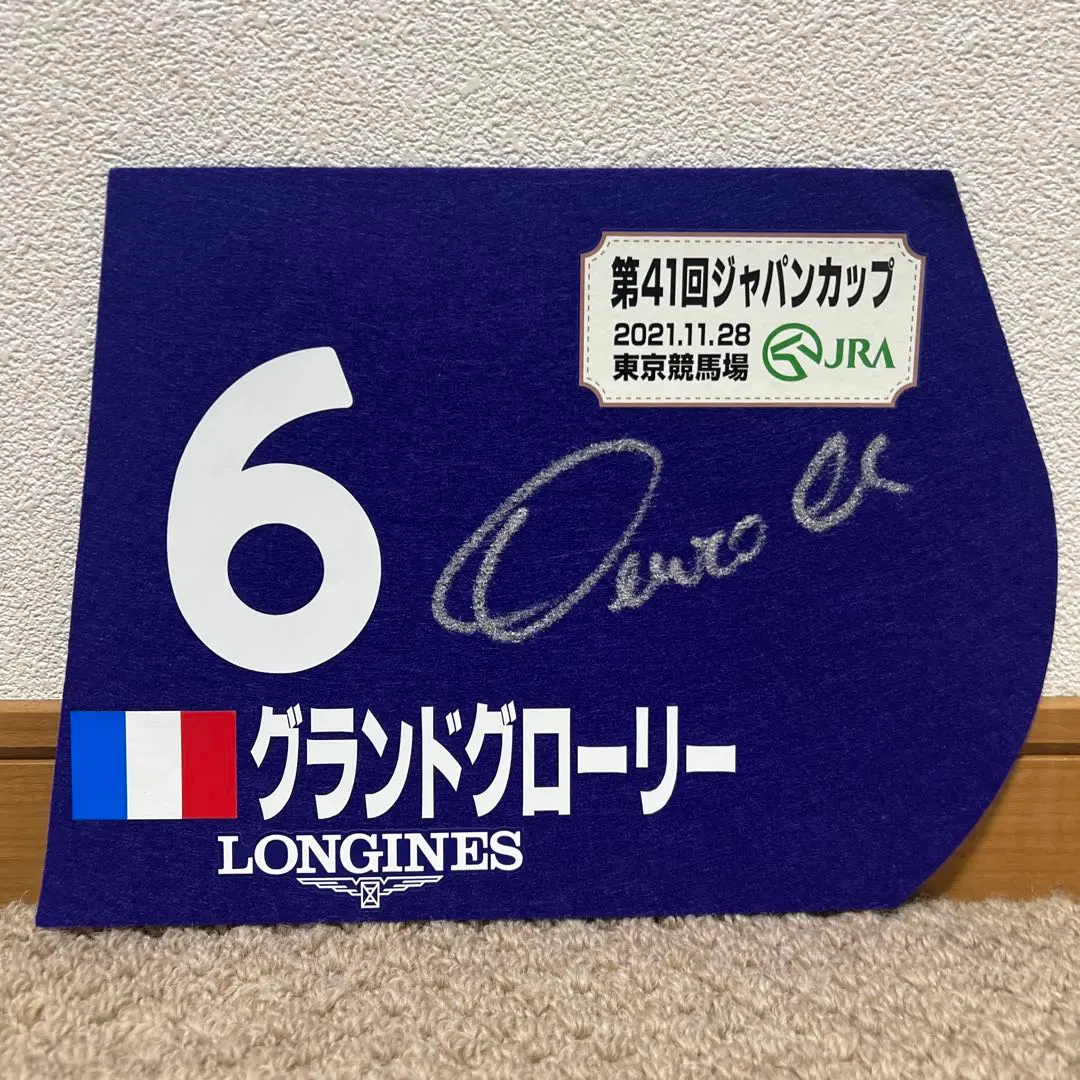 第41回ジャパンカップ
2021.11.28
東京競馬場
JRA
6
グランドグローリー
LONGINES